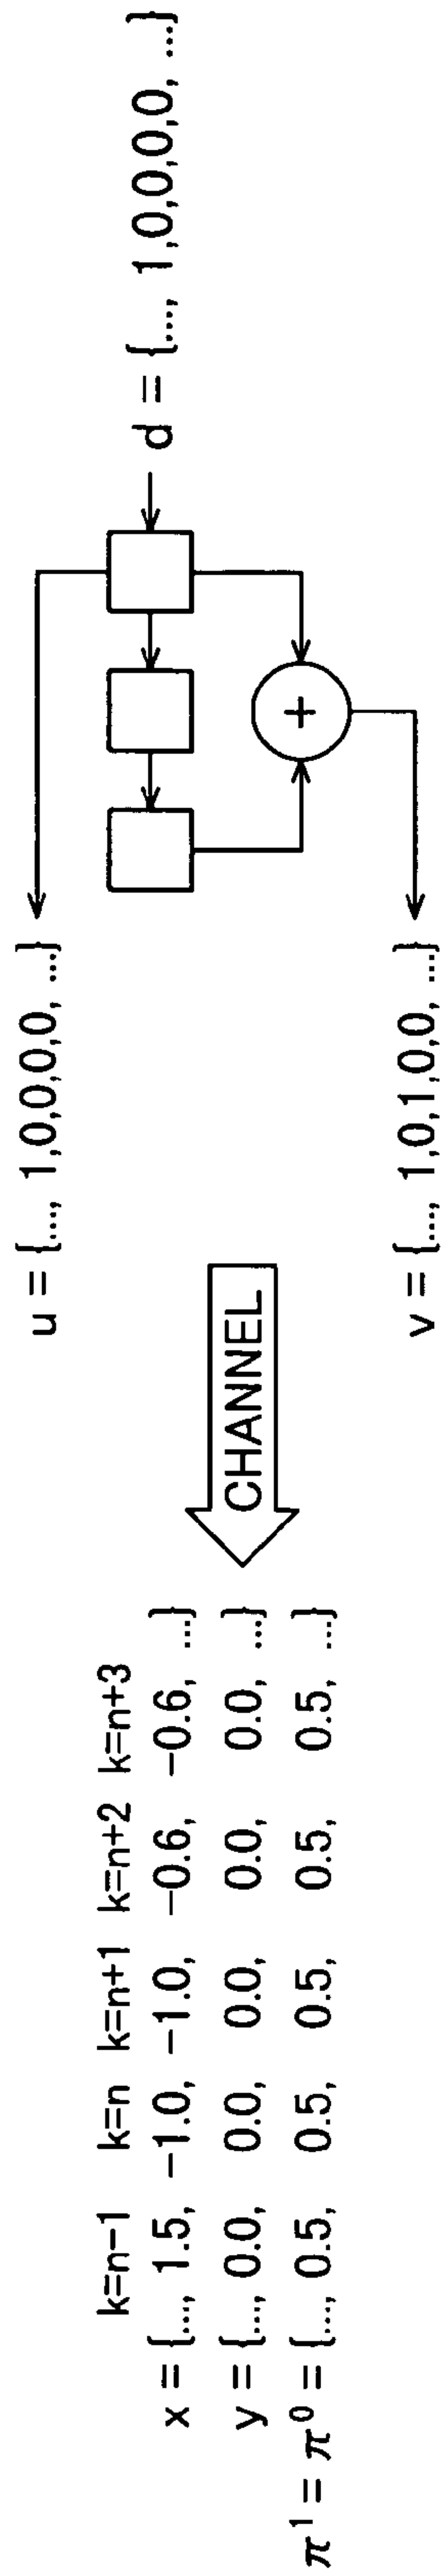 k=n-1 k=n k=n+1 k=n+2 k=n+3
x = {..., 1.5, -1.0, -1.0, -0.6, -0.6, ...}
y = {..., 0.0, 0.0, 0.0, 0.0, 0.0, ...}
π¹ = π⁰ = {..., 0.5, 0.5, 0.5, 0.5, 0.5, ...}
CHANNEL
u = {..., 1,0,0,0,0, ...}
v = {..., 1,0,1,0,0, ...}
+
d = {..., 1,0,0,0,0, ...}